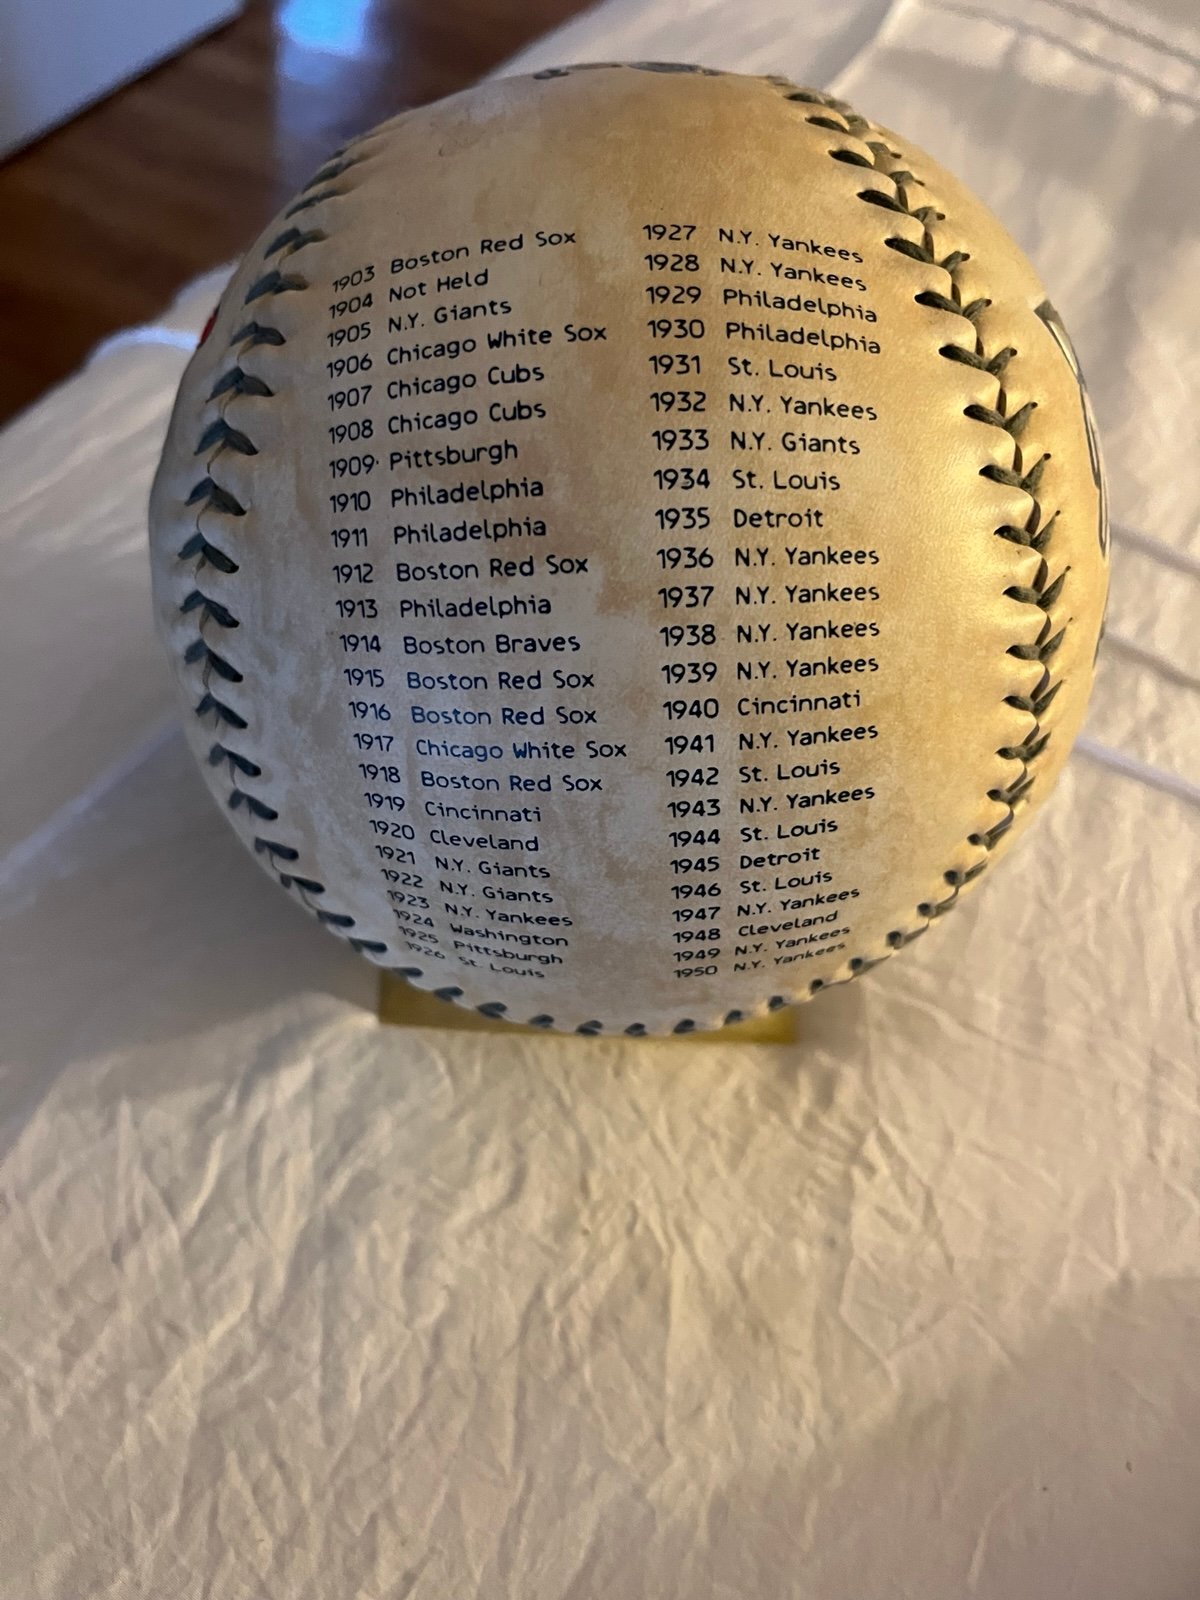 1903 Boston Red Sox
1904 Not Held
1905 N.Y. Giants
1906 Chicago White Sox
1907 Chicago Cubs
1908 Chicago Cubs
1909 Pittsburgh
1910 Philadelphia
1911 Philadelphia
1912 Boston Red Sox
1913 Philadelphia
1914 Boston Braves
1915 Boston Red Sox
1916 Boston Red Sox
1917 Chicago White Sox
1918 Boston Red Sox
1919 Cincinnati
1920 Cleveland
1921 N.Y. Giants
1922 N.Y. Giants
1923 N.Y. Yankees
1924 Washington
1925 Pittsburgh
1926 St. Louis
1927 N.Y. Yankees
1928 N.Y. Yankees
1929 Philadelphia
1930 Philadelphia
1931 St. Louis
1932 N.Y. Yankees
1933 N.Y. Giants
1934 St. Louis
1935 Detroit
1936 N.Y. Yankees
1937 N.Y. Yankees
1938 N.Y. Yankees
1939 N.Y. Yankees
1940 Cincinnati
1941 N.Y. Yankees
1942 St. Louis
1943 N.Y. Yankees
1944 St. Louis
1945 Detroit
1946 St. Louis
1947 N.Y. Yankees
1948 Cleveland
1949 N.Y. Yankees
1950 N.Y. Yankees